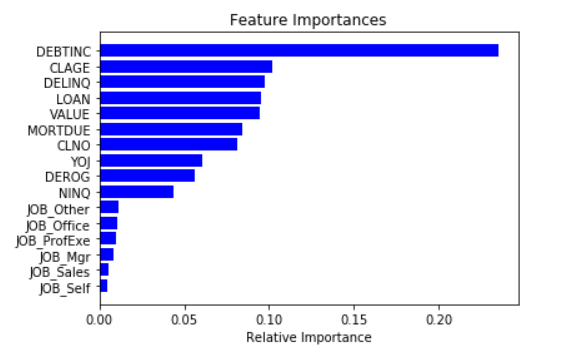 Feature Importances
DEBTINC
CLAGE
DELINQ
LOAN
VALUE
MORTDUE
CLNO
YOJ
DEROG
NINQ
JOB_Other
JOB_Office
JOB_ProfExe
JOB_Mgr
JOB_Sales
JOB_Self
0.00 0.05 0.10 0.15 0.20
Relative Importance